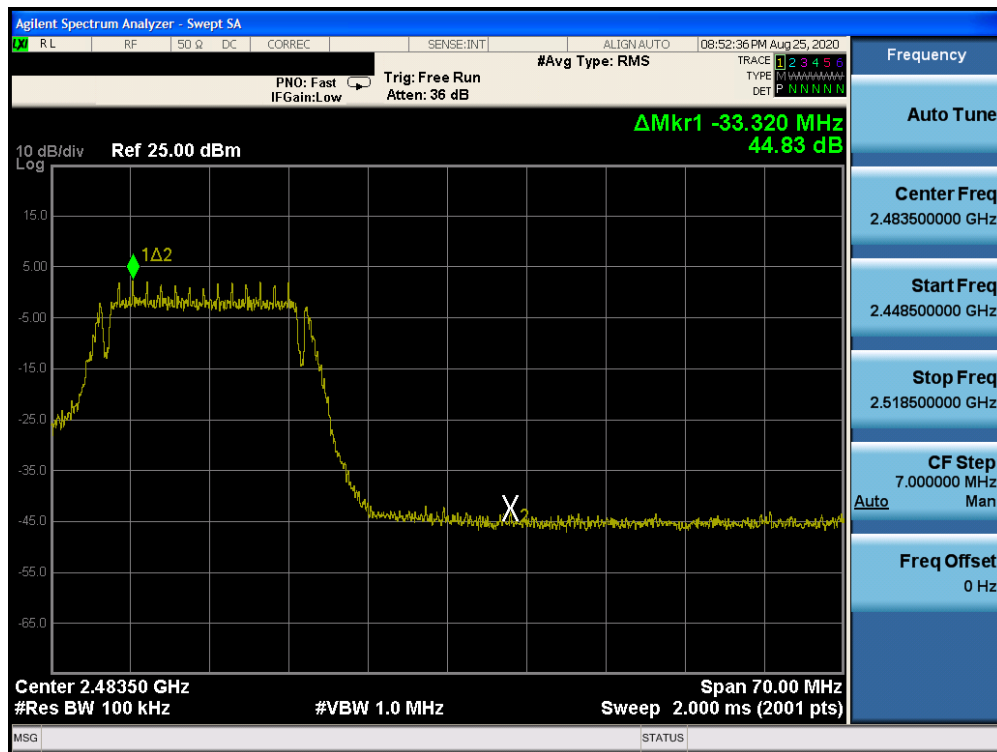 Agilent Spectrum Analyzer - Swept SA
LXI RL RF 50 Ω DC CORREC SENSE:INT ALIGN AUTO 08:52:36 PM Aug 25, 2020
Frequency
#Avg Type: RMS
TRACE 1 2 3 4 5 6
TYPE M W W W W W
DET P N N N N N
PNO: Fast
IFGain:Low
Trig: Free Run
Atten: 36 dB
Auto Tune
ΔMkr1 -33.320 MHz
44.83 dB
10 dB/div
Log
Ref 25.00 dBm
15.0
5.00
-5.00
-15.0
-25.0
-35.0
-45.0
-55.0
-65.0
1Δ2
X2
Center Freq
2.483500000 GHz
Start Freq
2.448500000 GHz
Stop Freq
2.518500000 GHz
CF Step
7.000000 MHz
Auto Man
Freq Offset
0 Hz
Center 2.48350 GHz
Span 70.00 MHz
#Res BW 100 kHz
#VBW 1.0 MHz
Sweep 2.000 ms (2001 pts)
MSG
STATUS